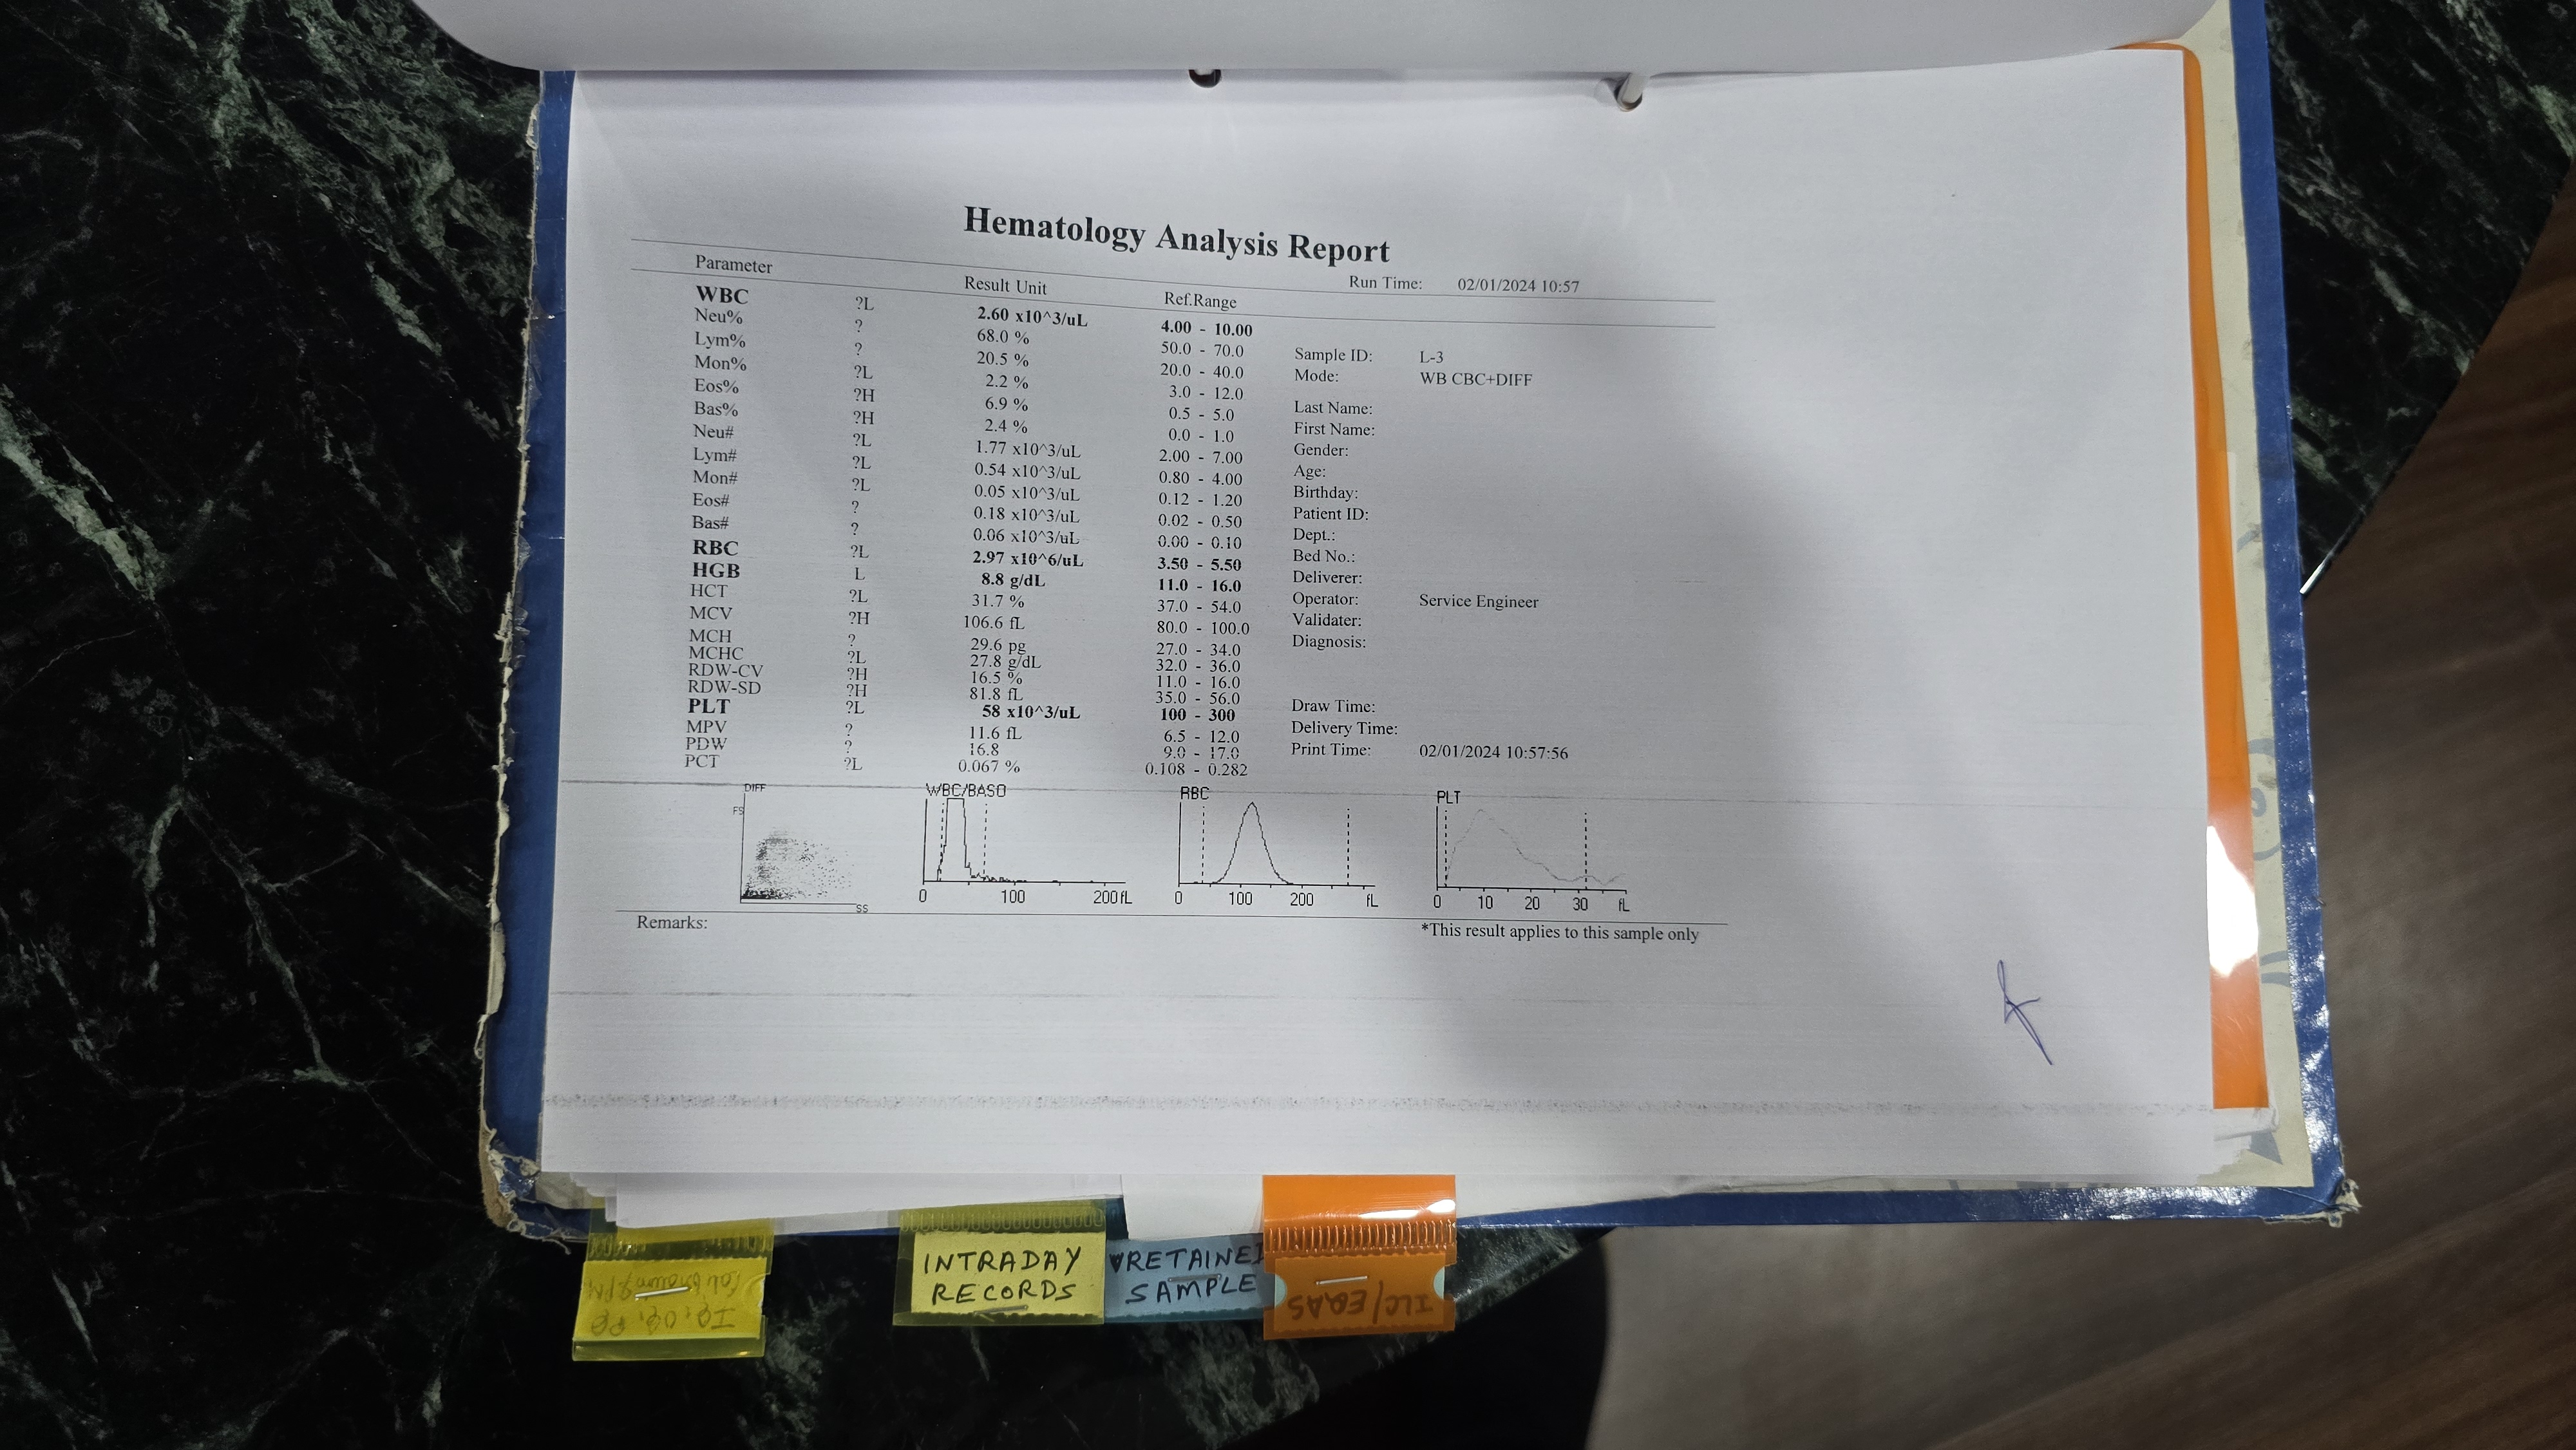 Hematology Analysis Report
Run Time: 02/01/2024 10:57
Parameter Result Unit Ref.Range
WBC ?L 2.60 x10^3/uL 4.00 - 10.00
Neu% ? 68.0 % 50.0 - 70.0
Lym% ? 20.5 % 20.0 - 40.0
Mon% ?L 2.2 % 3.0 - 12.0
Eos% ?H 6.9 % 0.5 - 5.0
Bas% ?H 2.4 % 0.0 - 1.0
Neu# ?L 1.77 x10^3/uL 2.00 - 7.00
Lym# ?L 0.54 x10^3/uL 0.80 - 4.00
Mon# ?L 0.05 x10^3/uL 0.12 - 1.20
Eos# ? 0.18 x10^3/uL 0.02 - 0.50
Bas# ? 0.06 x10^3/uL 0.00 - 0.10
RBC ?L 2.97 x10^6/uL 3.50 - 5.50
HGB L 8.8 g/dL 11.0 - 16.0
HCT ?L 31.7 % 37.0 - 54.0
MCV ?H 106.6 fL 80.0 - 100.0
MCH ? 29.6 pg 27.0 - 34.0
MCHC ?L 27.8 g/dL 32.0 - 36.0
RDW-CV ?H 16.5 % 11.0 - 16.0
RDW-SD ?H 81.8 fL 35.0 - 56.0
PLT ?L 58 x10^3/uL 100 - 300
MPV ? 11.6 fL 6.5 - 12.0
PDW ? 16.8 9.0 - 17.0
PCT ?L 0.067 % 0.108 - 0.282
Sample ID: L-3
Mode: WB CBC+DIFF
Last Name:
First Name:
Gender:
Age:
Birthday:
Patient ID:
Dept.:
Bed No.:
Deliverer:
Operator: Service Engineer
Validater:
Diagnosis:
Draw Time:
Delivery Time:
Print Time: 02/01/2024 10:57:56
DIFF
FS
SS
WBC/BASO
0 100 200 fL
RBC
0 100 200 fL
PLT
0 10 20 30 fL
Remarks:
*This result applies to this sample only
INTRADAY
RECORDS
RETAINE
SAMPLE
ILC/EQAS